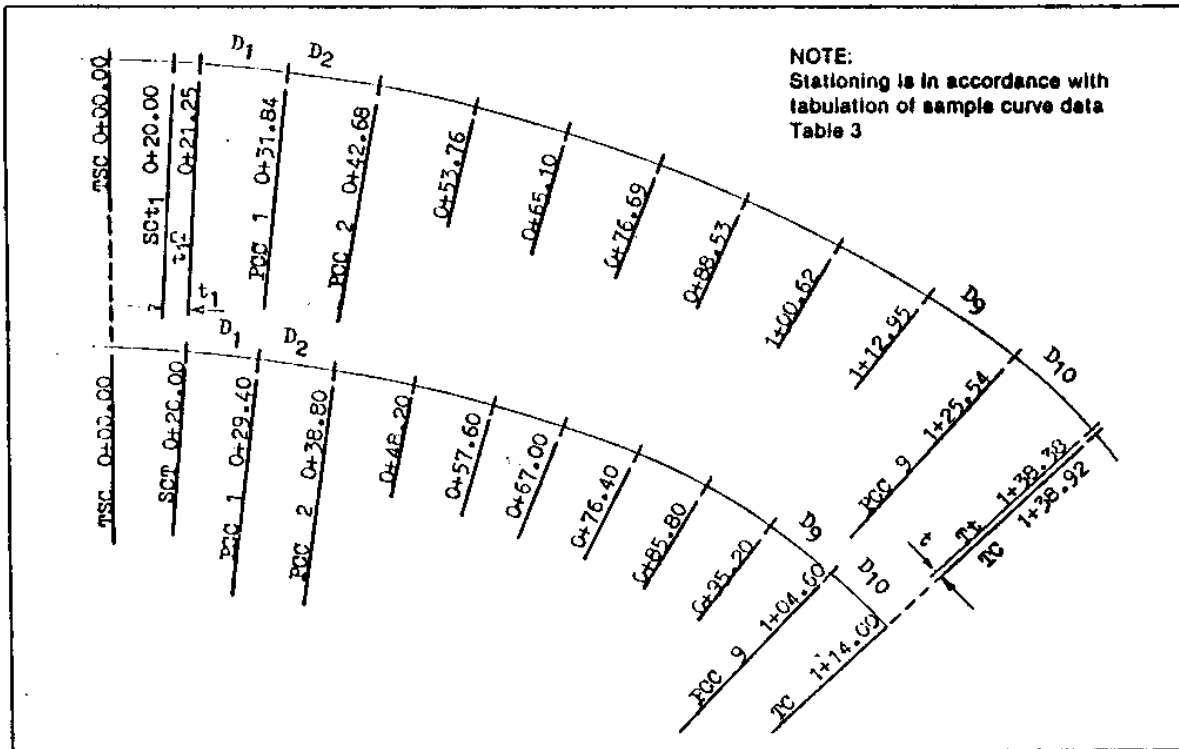 NOTE:
Stationing is in accordance with
tabulation of sample curve data
Table 3
D1
D2
TSC 0+00.00
SCt1 0+20.00
0+21.25
PCC 1 0+31.84
PCC 2 0+42.68
0+53.76
0+65.10
0+76.69
0+88.53
1+00.62
1+12.95
D9
PCC 9 1+25.54
D10
Tt 1+38.38
TC 1+38.92
t1
D1
D2
TSC 0+00.00
SCT 0+20.00
PCC 1 0+29.40
PCC 2 0+38.80
0+48.20
0+57.60
0+67.00
0+76.40
0+85.80
0+95.20
D9
PCC 9 1+04.60
D10
TC 1+14.00